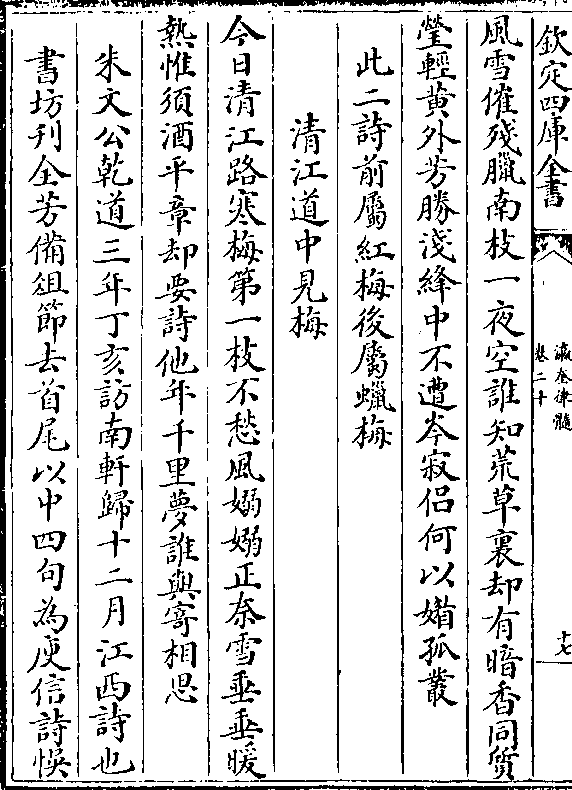 欽定四庫全書
瀛奎律髓
卷二十
十七
風雪催殘臘南枝一夜空誰知荒草裏却有暗香同質
瑩輕黄外芳勝淺絳中不遭岑寂侶何以媚孤叢
此二詩前屬紅梅後屬蠟梅
清江道中見梅
今日清江路寒梅第一枝不愁風嫋嫋正奈雪垂垂暖
熱惟須酒平章却要詩他年千里夢誰與寄相思
朱文公乾道三年丁亥訪南軒歸十二月江西詩也
書坊刊全芳備俎節去首尾以中四句為庾信詩悮